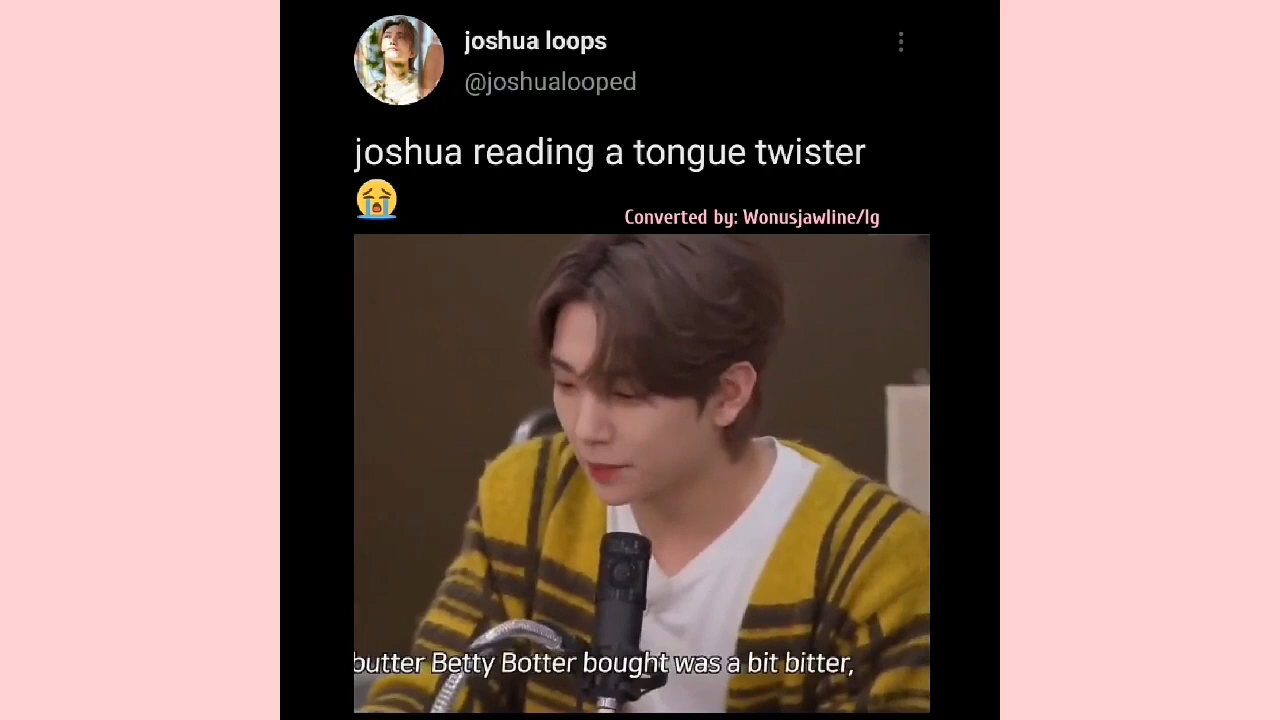 joshua loops
@joshualooped
joshua reading a tongue twister
😭
Converted by: Wonusjawline/Ig
butter Betty Botter bought was a bit bitter,